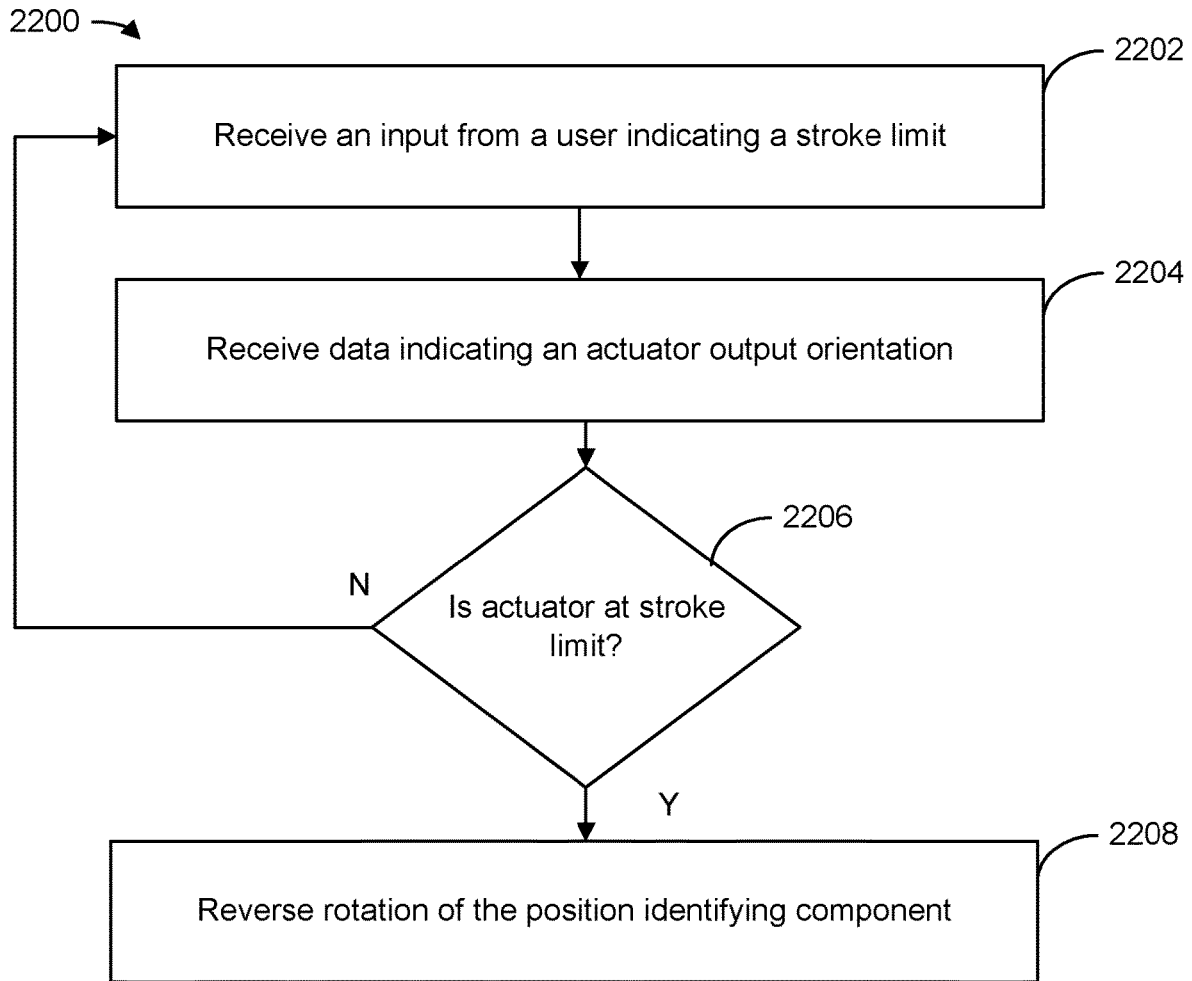 2200
2202
Receive an input from a user indicating a stroke limit
2204
Receive data indicating an actuator output orientation
2206
N
Is actuator at stroke
limit?
Y
2208
Reverse rotation of the position identifying component